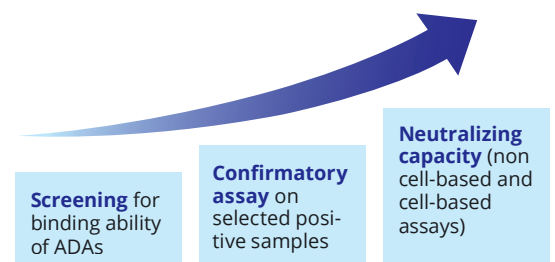 Screening for
binding ability
of ADAs
Confirmatory
assay on
selected posi-
tive samples
Neutralizing
capacity (non
cell-based and
cell-based
assays)